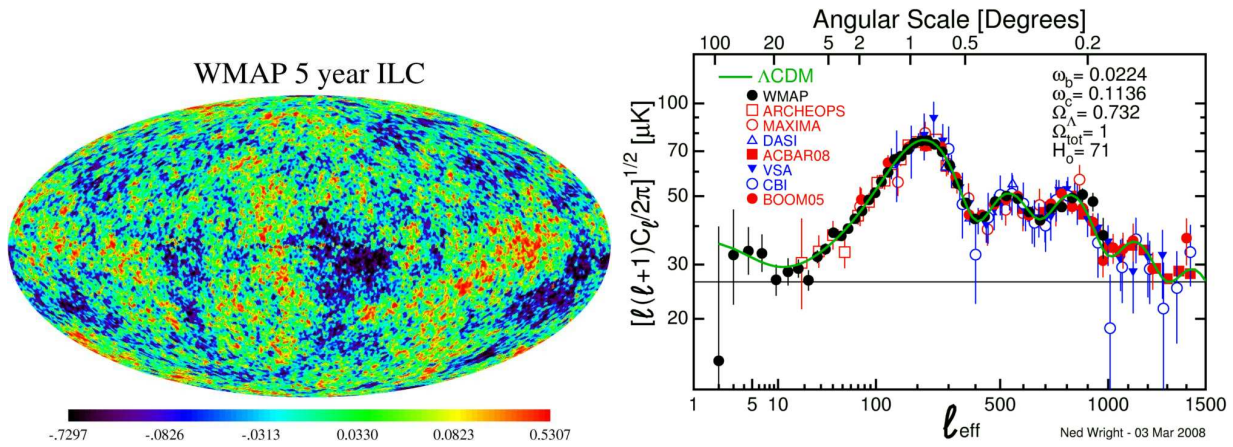 WMAP 5 year ILC
-.7297 -.0826 -.0313 0.0330 0.0823 0.5307
Angular Scale [Degrees]
100 20 5 2 1 0.5 0.2
ΛCDM
WMAP
ARCHEOPS
MAXIMA
DASI
ACBAR08
VSA
CBI
BOOM05
ω_b= 0.0224
ω_c= 0.1136
Ω_Λ= 0.732
Ω_tot= 1
H_o= 71
[ℓ(ℓ+1)C_ℓ/2π]^1/2 [µK]
100
70
50
30
20
1 5 10 100 500 1000 1500
ℓ_eff
Ned Wright - 03 Mar 2008